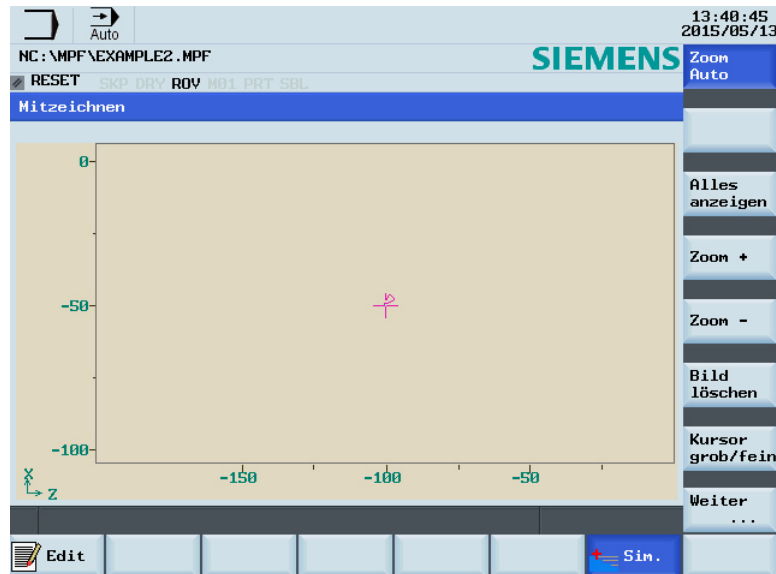 Auto
13:40:45
2015/05/13
NC:\MPF\EXAMPLE2.MPF
SIEMENS
RESET SKP DRY ROV M01 PRT SBL
Mitzeichnen
Zoom
Auto
Alles
anzeigen
Zoom +
Zoom -
Bild
löschen
Kursor
grob/fein
Weiter
...
0
-50
-100
X
Z
-150
-100
-50
Edit
Sim.